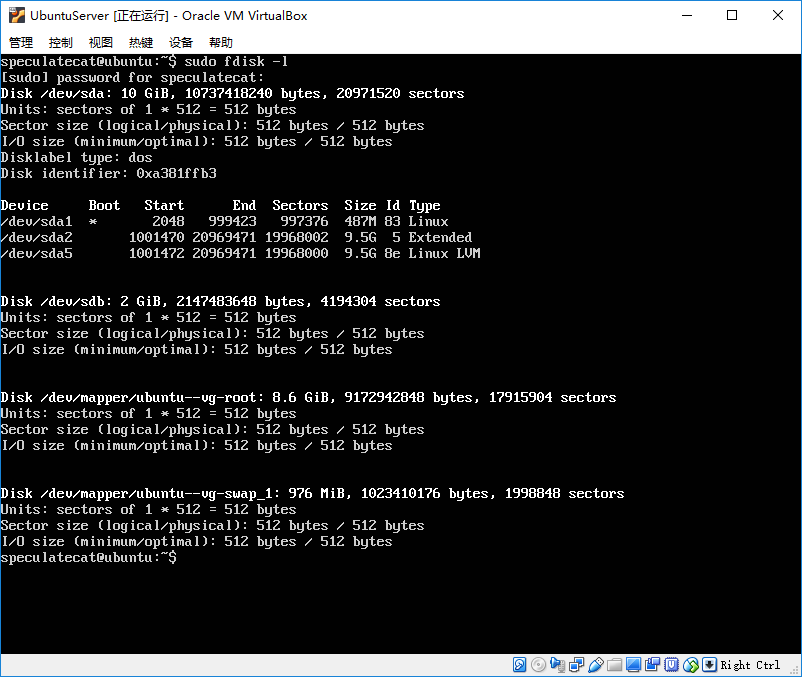 UbuntuServer [正在运行] - Oracle VM VirtualBox
管理 控制 视图 热键 设备 帮助
speculatecat@ubuntu:~$ sudo fdisk -l
[sudo] password for speculatecat:
Disk /dev/sda: 10 GiB, 10737418240 bytes, 20971520 sectors
Units: sectors of 1 * 512 = 512 bytes
Sector size (logical/physical): 512 bytes / 512 bytes
I/O size (minimum/optimal): 512 bytes / 512 bytes
Disklabel type: dos
Disk identifier: 0xa381ffb3
Device Boot Start End Sectors Size Id Type
/dev/sda1 * 2048 999423 997376 487M 83 Linux
/dev/sda2 1001470 20969471 19968002 9.5G 5 Extended
/dev/sda5 1001472 20969471 19968000 9.5G 8e Linux LVM
Disk /dev/sdb: 2 GiB, 2147483648 bytes, 4194304 sectors
Units: sectors of 1 * 512 = 512 bytes
Sector size (logical/physical): 512 bytes / 512 bytes
I/O size (minimum/optimal): 512 bytes / 512 bytes
Disk /dev/mapper/ubuntu--vg-root: 8.6 GiB, 9172942848 bytes, 17915904 sectors
Units: sectors of 1 * 512 = 512 bytes
Sector size (logical/physical): 512 bytes / 512 bytes
I/O size (minimum/optimal): 512 bytes / 512 bytes
Disk /dev/mapper/ubuntu--vg-swap_1: 976 MiB, 1023410176 bytes, 1998848 sectors
Units: sectors of 1 * 512 = 512 bytes
Sector size (logical/physical): 512 bytes / 512 bytes
I/O size (minimum/optimal): 512 bytes / 512 bytes
speculatecat@ubuntu:~$
Right Ctrl